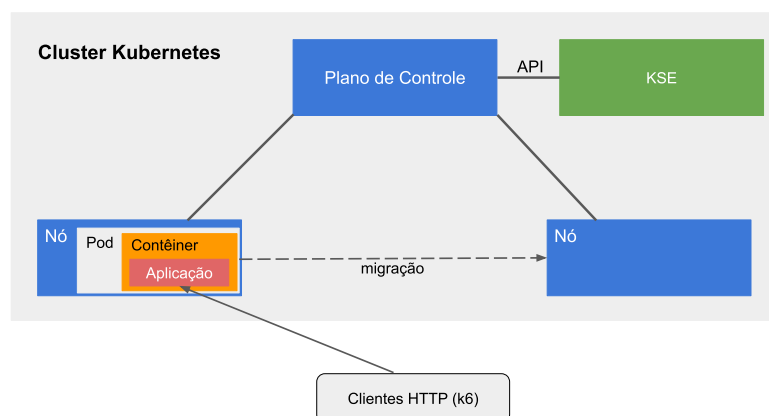 Cluster Kubernetes
Plano de Controle
API
KSE
Nó
Pod
Contêiner
Aplicação
migração
Nó
Clientes HTTP (k6)